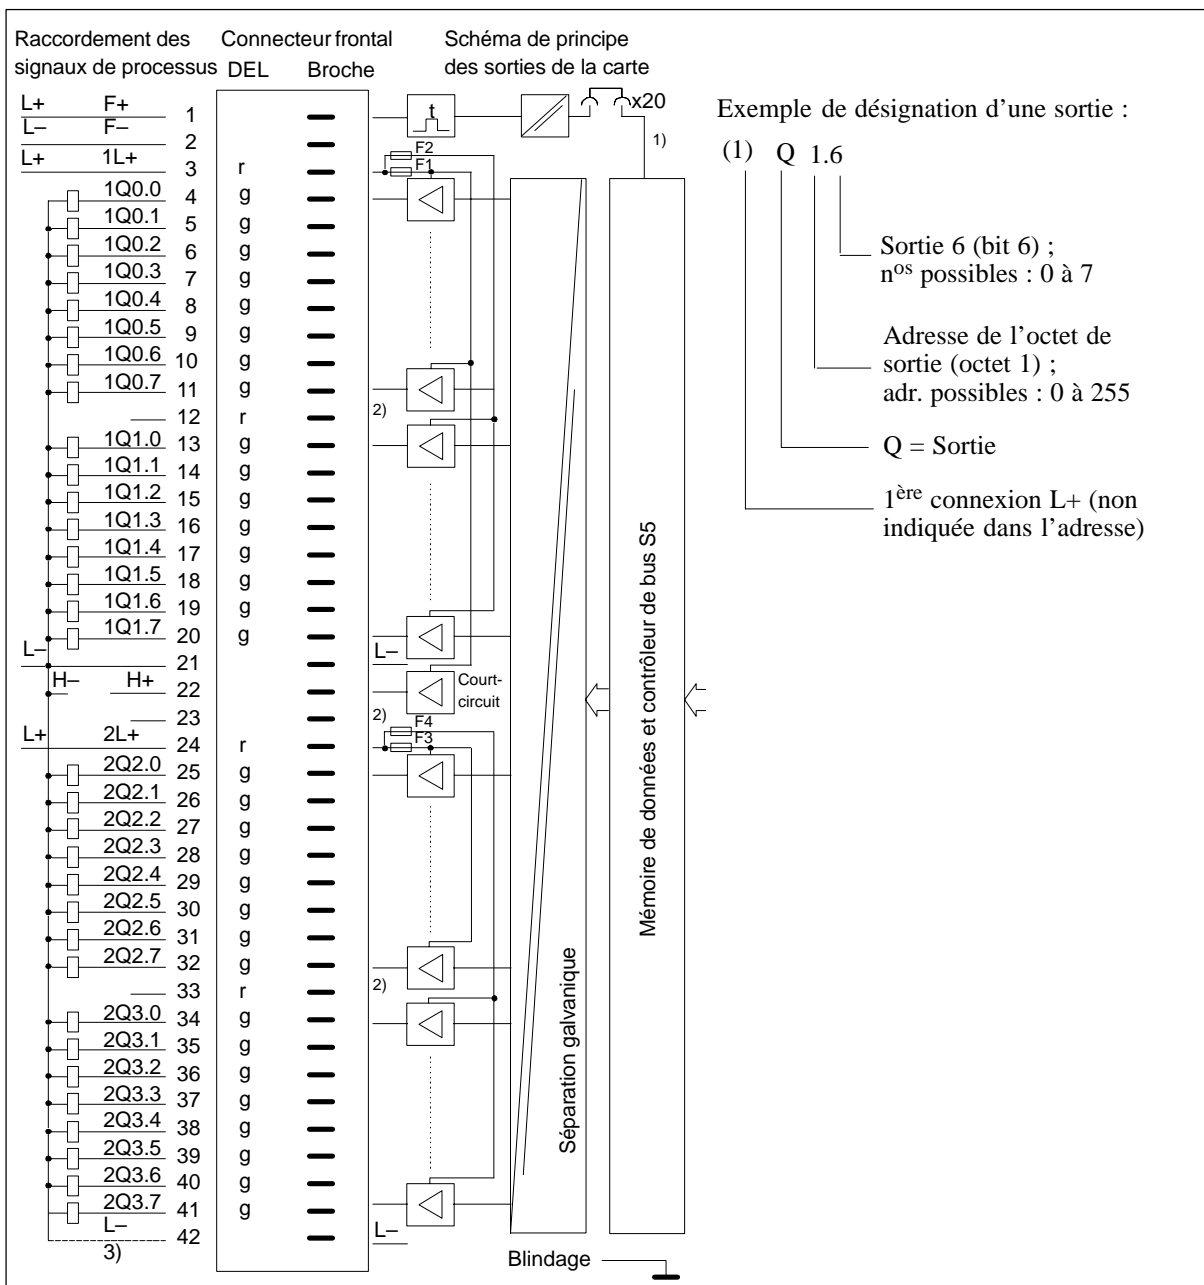 Raccordement des signaux de processus
Connecteur frontal
DEL Broche
Schéma de principe des sorties de la carte
L+ F+ 1
L– F– 2
L+ 1L+ 3 r
1Q0.0 4 g
1Q0.1 5 g
1Q0.2 6 g
1Q0.3 7 g
1Q0.4 8 g
1Q0.5 9 g
1Q0.6 10 g
1Q0.7 11 g
12 r
1Q1.0 13 g
1Q1.1 14 g
1Q1.2 15 g
1Q1.3 16 g
1Q1.4 17 g
1Q1.5 18 g
1Q1.6 19 g
1Q1.7 20 g
L– 21
H– H+ 22
23
L+ 2L+ 24 r
2Q2.0 25 g
2Q2.1 26 g
2Q2.2 27 g
2Q2.3 28 g
2Q2.4 29 g
2Q2.5 30 g
2Q2.6 31 g
2Q2.7 32 g
33 r
2Q3.0 34 g
2Q3.1 35 g
2Q3.2 36 g
2Q3.3 37 g
2Q3.4 38 g
2Q3.5 39 g
2Q3.6 40 g
2Q3.7 41 g
L– 42
3)
t
x20
1)
F2
F1
2)
L–
Court-
circuit
2)
F4
F3
2)
L–
Séparation galvanique
Mémoire de données et contrôleur de bus S5
Blindage
Exemple de désignation d’une sortie :
(1) Q 1.6
Sortie 6 (bit 6) ;
nos possibles : 0 à 7
Adresse de l’octet de
sortie (octet 1) ;
adr. possibles : 0 à 255
Q = Sortie
1ère connexion L+ (non
indiquée dans l’adresse)